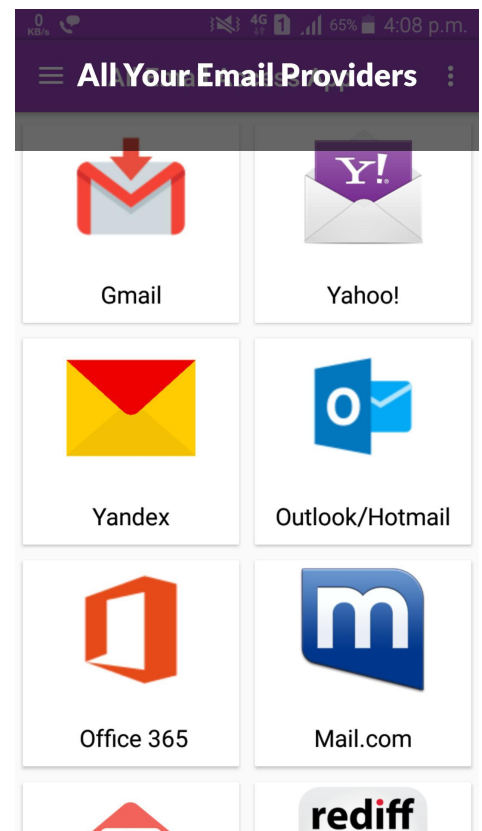 0
KB/s
4G 1 65% 4:08 p.m.
All Your Email Providers
Y!
Gmail Yahoo!
O
Yandex Outlook/Hotmail
m
Office 365 Mail.com
rediff